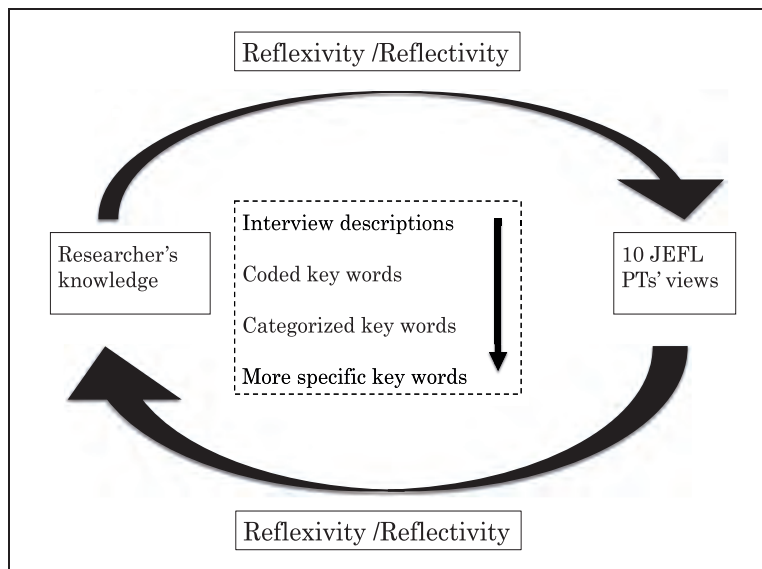 Reflexivity /Reflectivity
Researcher's
knowledge
Interview descriptions
Coded key words
Categorized key words
More specific key words
10 JEFL
PTs' views
Reflexivity /Reflectivity